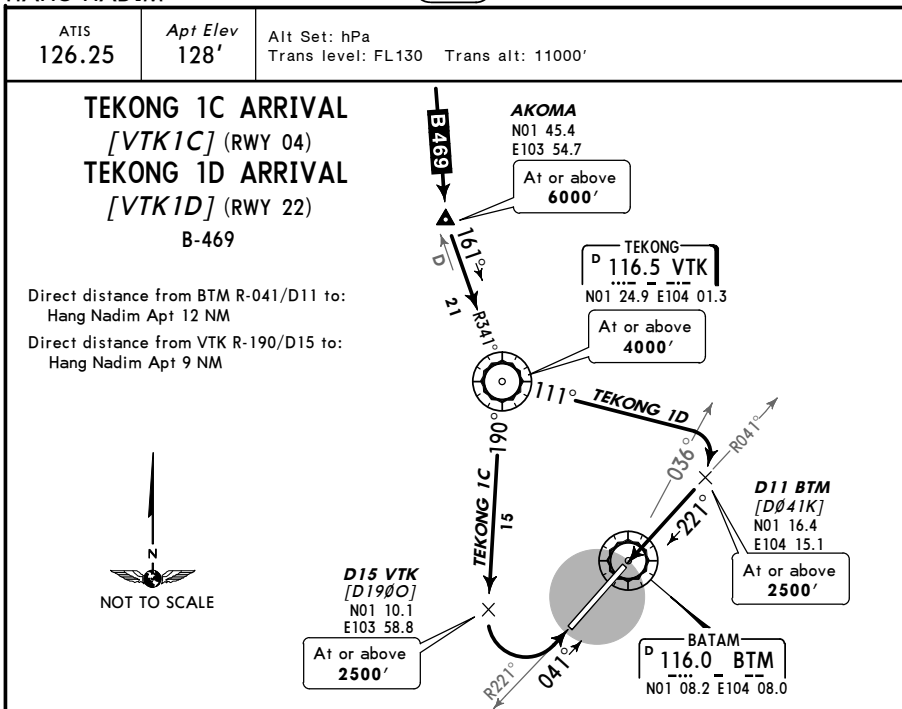 ATIS
126.25
Apt Elev
128'
Alt Set: hPa
Trans level: FL130 Trans alt: 11000'
TEKONG 1C ARRIVAL
[VTK1C] (RWY 04)
TEKONG 1D ARRIVAL
[VTK1D] (RWY 22)
B-469
Direct distance from BTM R-041/D11 to:
Hang Nadim Apt 12 NM
Direct distance from VTK R-190/D15 to:
Hang Nadim Apt 9 NM
B 469
AKOMA
N01 45.4
E103 54.7
At or above
6000'
161°
D
21
R341°
TEKONG
D 116.5 VTK
N01 24.9 E104 01.3
At or above
4000'
111°
TEKONG 1D
190°
TEKONG 1C
15
036°
R041°
221°
D11 BTM
[DØ41K]
N01 16.4
E104 15.1
At or above
2500'
N
NOT TO SCALE
D15 VTK
[D19ØO]
N01 10.1
E103 58.8
At or above
2500'
R221°
041°
BATAM
D 116.0 BTM
N01 08.2 E104 08.0